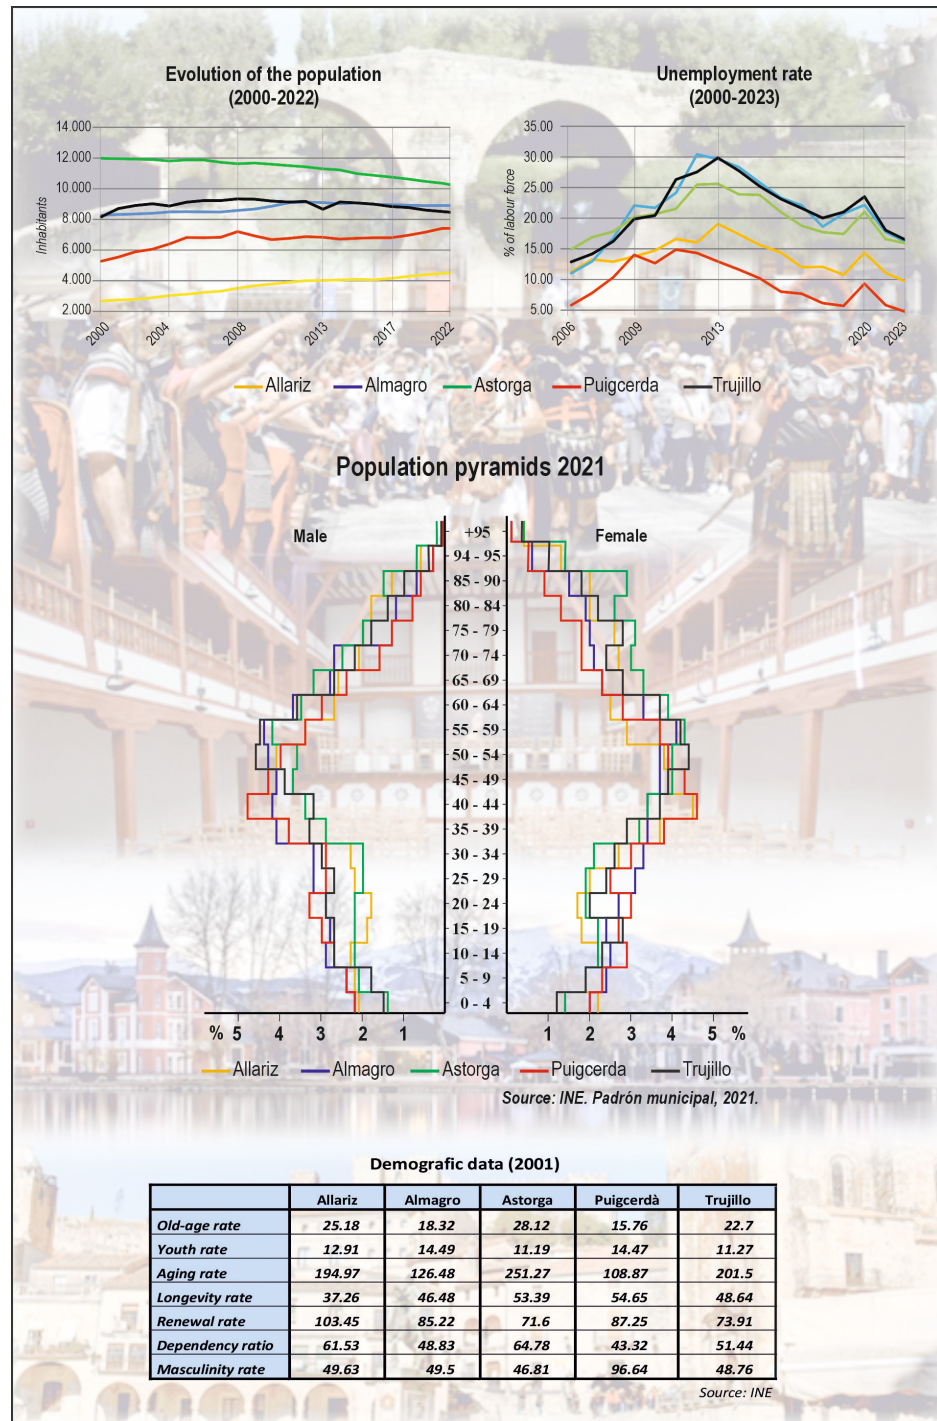 Evolution of the population
(2000-2022)
14.000
12.000
10.000
8.000
6.000
4.000
2.000
Inhabitants
2000
2004
2008
2013
2017
2022
Unemployment rate
(2000-2023)
35.00
30.00
25.00
20.00
15.00
10.00
5.00
% of labour force
2006
2009
2013
2020
2023
Allariz Almagro Astorga Puigcerda Trujillo
Population pyramids 2021
Male
Female
+95
94 - 95
85 - 90
80 - 84
75 - 79
70 - 74
65 - 69
60 - 64
55 - 59
50 - 54
45 - 49
40 - 44
35 - 39
30 - 34
25 - 29
20 - 24
15 - 19
10 - 14
5 - 9
0 - 4
% 5 4 3 2 1
1 2 3 4 5 %
Allariz Almagro Astorga Puigcerda Trujillo
Source: INE. Padrón municipal, 2021.
Demografic data (2001)
Allariz Almagro Astorga Puigcerdà Trujillo
Old-age rate 25.18 18.32 28.12 15.76 22.7
Youth rate 12.91 14.49 11.19 14.47 11.27
Aging rate 194.97 126.48 251.27 108.87 201.5
Longevity rate 37.26 46.48 53.39 54.65 48.64
Renewal rate 103.45 85.22 71.6 87.25 73.91
Dependency ratio 61.53 48.83 64.78 43.32 51.44
Masculinity rate 49.63 49.5 46.81 96.64 48.76
Source: INE